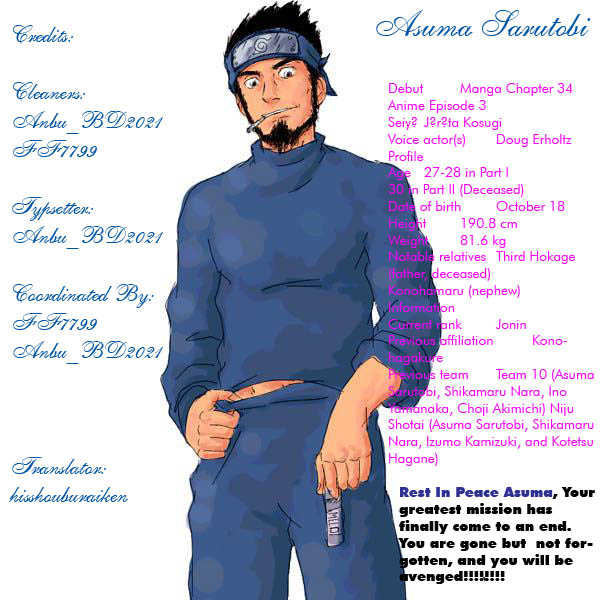 Credits:
Cleaners:
Anbu_BD2021
FF7799
Typsetter:
Anbu_BD2021
Coordinated By:
FF7799
Anbu_BD2021
Translator:
hisshouburaiken
Asuma Sarutobi
Debut Manga Chapter 34
Anime Episode 3
Seiy? J?r?ta Kosugi
Voice actor(s) Doug Erholtz
Profile
Age 27-28 in Part I
30 in Part II (Deceased)
Date of birth October 18
Height 190.8 cm
Weight 81.6 kg
Notable relatives Third Hokage
(father, deceased)
Konohamaru (nephew)
Information
Current rank Jonin
Previous affiliation Kono-
hagakure
Previous team Team 10 (Asuma
Sarutobi, Shikamaru Nara, Ino
Yamanaka, Choji Akimichi) Niju
Shotai (Asuma Sarutobi, Shikamaru
Nara, Izumo Kamizuki, and Kotetsu
Hagane)
Rest In Peace Asuma, Your
greatest mission has
finally come to an end.
You are gone but not for-
gotten, and you will be
avenged!!!!!!!!